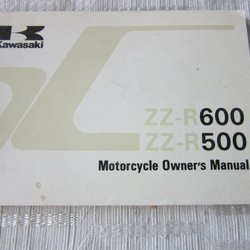 Kawasaki
ZZ-R600
ZZ-R500
Motorcycle Owner's Manual